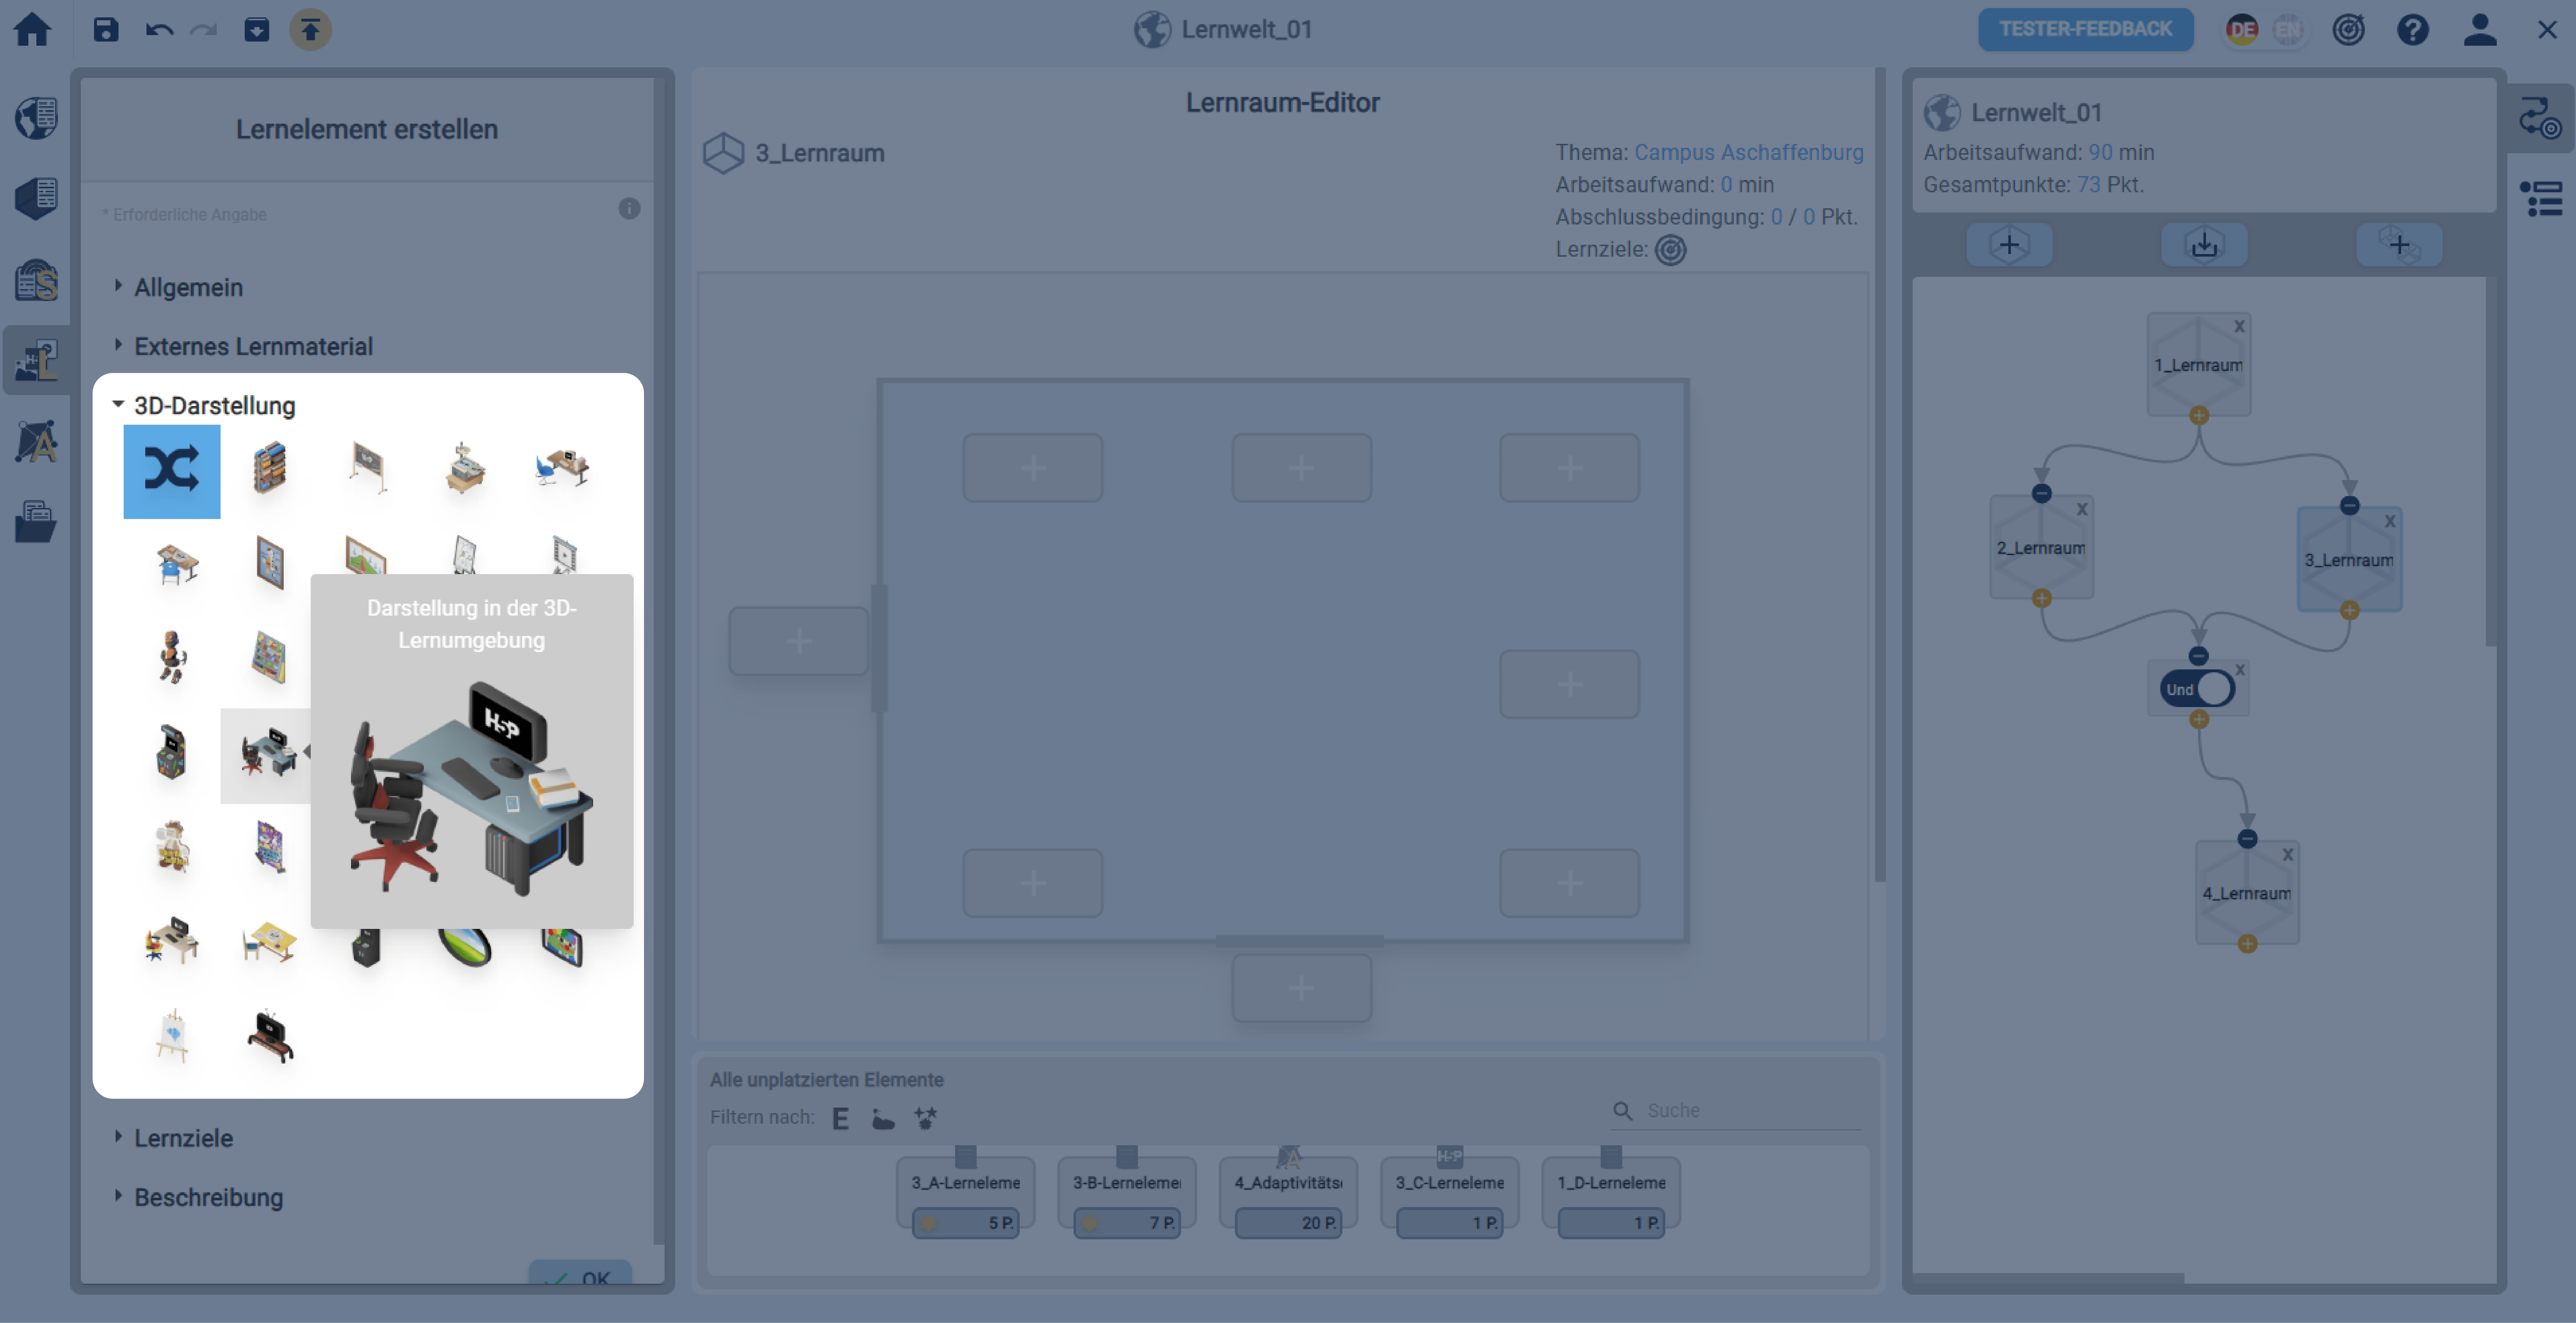 Lernwelt_01
TESTER-FEEDBACK
DE
EN
Lernelement erstellen
* Erforderliche Angabe
Allgemein
Externes Lernmaterial
3D-Darstellung
Darstellung in der 3D-
Lernumgebung
H5P
Lernziele
Beschreibung
OK
Lernraum-Editor
3_Lernraum
Thema: Campus Aschaffenburg
Arbeitsaufwand: 0 min
Abschlussbedingung: 0 / 0 Pkt.
Lernziele:
Alle unplatzierten Elemente
Filtern nach: E
Suche
3_A-Lerneleme
5 P.
3-B-Lerneleme
7 P.
A
4_Adaptivitäts
20 P.
H5P
3_C-Lerneleme
1 P.
1_D-Lerneleme
1 P.
Lernwelt_01
Arbeitsaufwand: 90 min
Gesamtpunkte: 73 Pkt.
X
1_Lernraum
X
2_Lernraum
X
3_Lernraum
X
Und
X
4_Lernraum